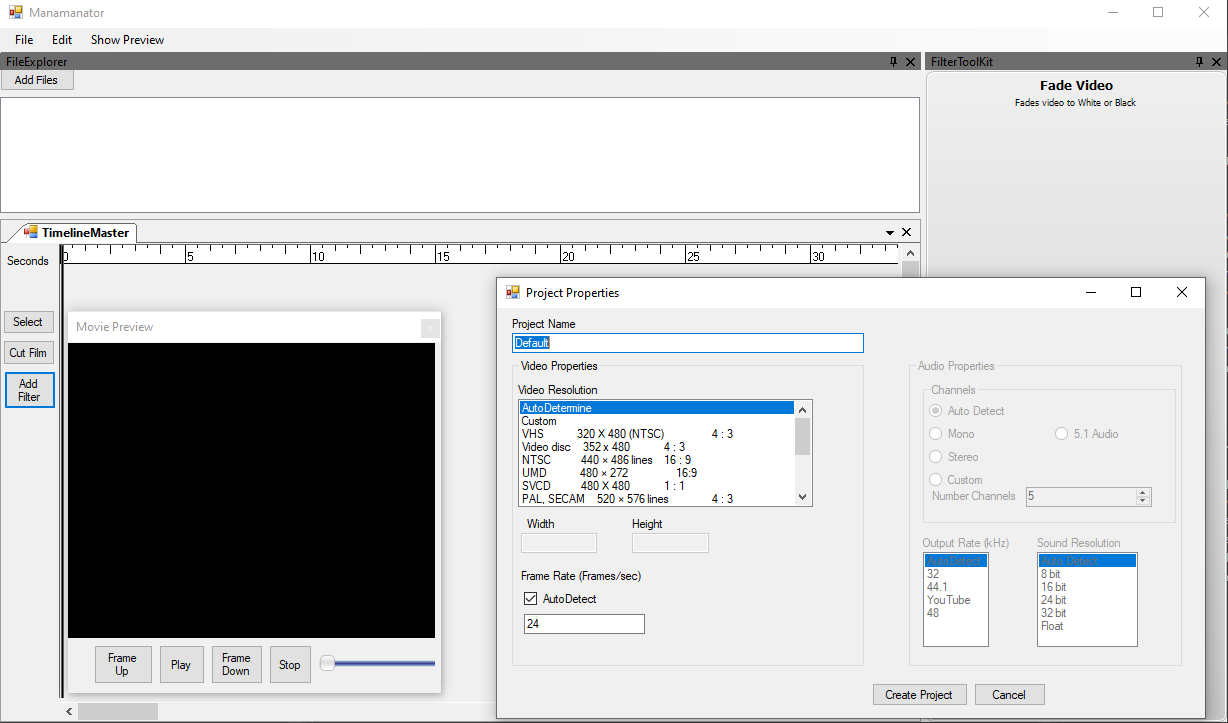 Manamanator
File Edit Show Preview
FileExplorer
Add Files
FilterToolKit
Fade Video
Fades video to White or Black
TimelineMaster
Seconds
0 5 10 15 20 25 30
Select
Cut Film
Add
Filter
Movie Preview
Frame
Up
Play
Frame
Down
Stop
Project Properties
Project Name
Default
Video Properties
Video Resolution
AutoDetermine
Custom
VHS 320 X 480 (NTSC) 4 : 3
Video disc 352 x 480 4 : 3
NTSC 440 × 486 lines 16 : 9
UMD 480 × 272 16:9
SVCD 480 X 480 1 : 1
PAL, SECAM 520 × 576 lines 4 : 3
Width Height
Frame Rate (Frames/sec)
AutoDetect
24
Audio Properties
Channels
Auto Detect
Mono 5.1 Audio
Stereo
Custom
Number Channels 5
Output Rate (kHz)
AutoDetect
32
44.1
YouTube
48
Sound Resolution
Auto Detect
8 bit
16 bit
24 bit
32 bit
Float
Create Project Cancel